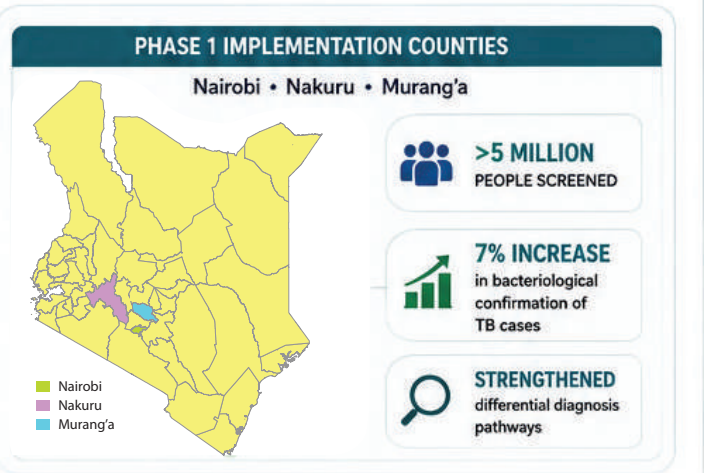 PHASE 1 IMPLEMENTATION COUNTIES
Nairobi • Nakuru • Murang’a
>5 MILLION
PEOPLE SCREENED
7% INCREASE
in bacteriological
confirmation of
TB cases
STRENGTHENED
differential diagnosis
pathways
Nairobi
Nakuru
Murang’a